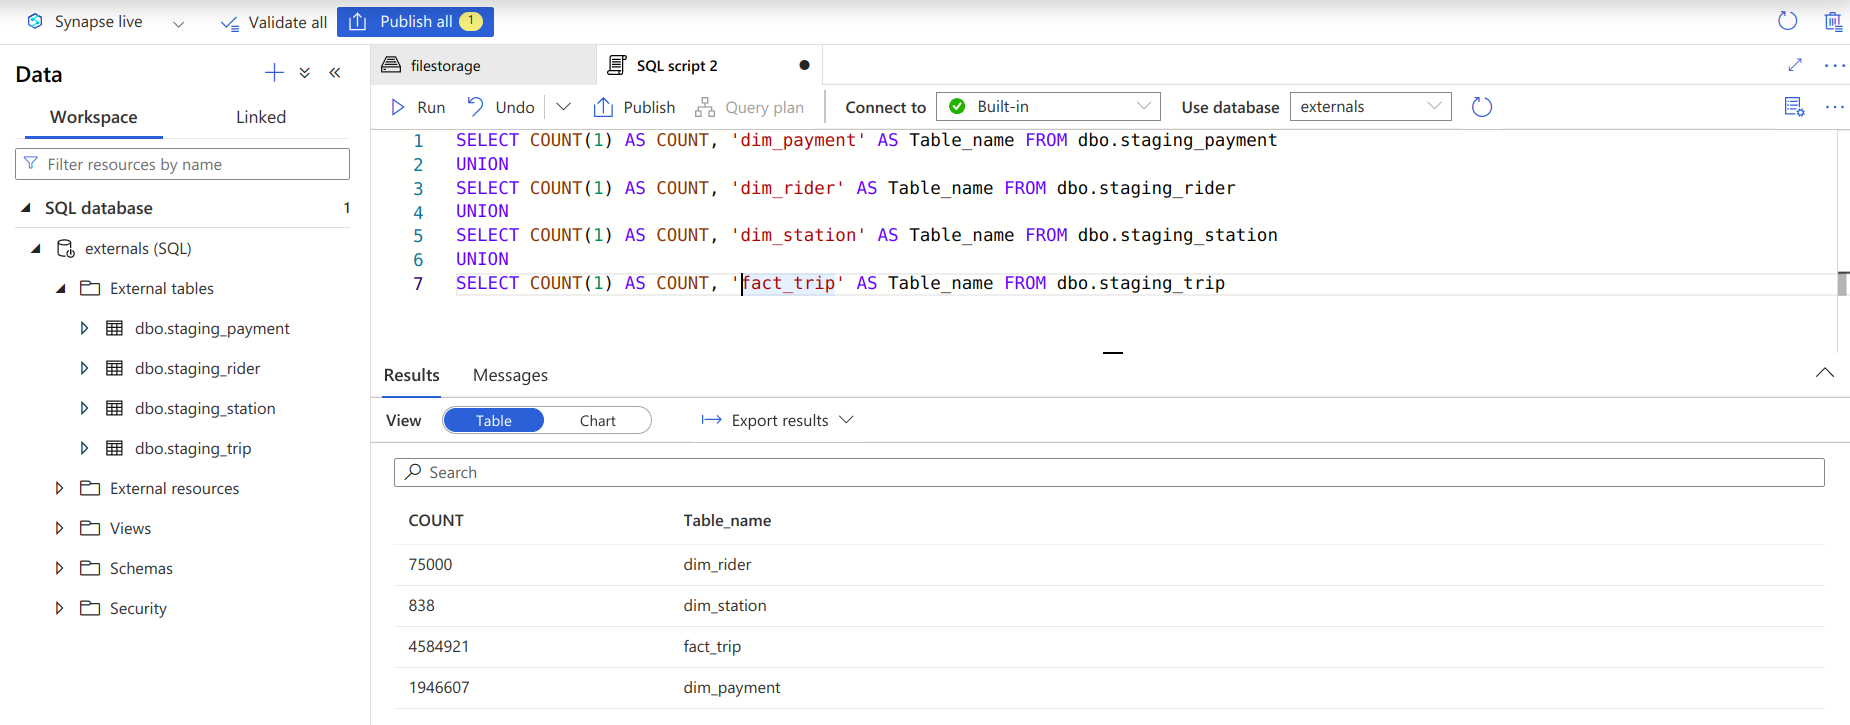 Synapse live
Validate all
Publish all 1
Data
Workspace
Linked
Filter resources by name
SQL database 1
externals (SQL)
External tables
dbo.staging_payment
dbo.staging_rider
dbo.staging_station
dbo.staging_trip
External resources
Views
Schemas
Security
filestorage
SQL script 2
Run
Undo
Publish
Query plan
Connect to
Built-in
Use database
externals
1 SELECT COUNT(1) AS COUNT, 'dim_payment' AS Table_name FROM dbo.staging_payment
2 UNION
3 SELECT COUNT(1) AS COUNT, 'dim_rider' AS Table_name FROM dbo.staging_rider
4 UNION
5 SELECT COUNT(1) AS COUNT, 'dim_station' AS Table_name FROM dbo.staging_station
6 UNION
7 SELECT COUNT(1) AS COUNT, 'fact_trip' AS Table_name FROM dbo.staging_trip
Results
Messages
View
Table
Chart
Export results
Search
COUNT Table_name
75000 dim_rider
838 dim_station
4584921 fact_trip
1946607 dim_payment